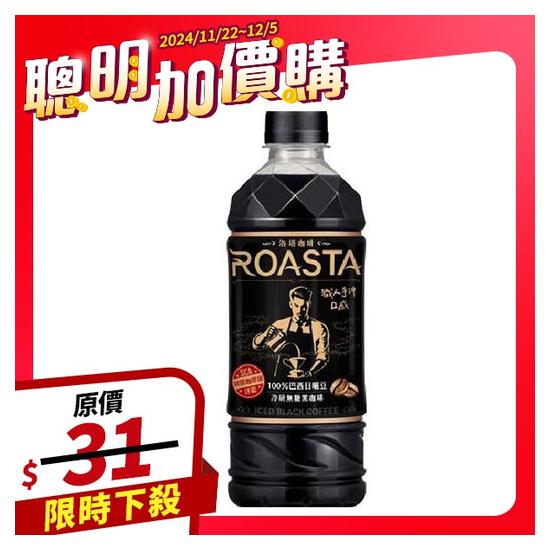 2024/11/22~12/5
聰明加價購
洛塔咖啡
ROASTA
職人手沖
口感
100%巴西日曬豆
冷研無糖黑咖啡
ICED BLACK COFFEE
SCA
原價
$31
限時下殺